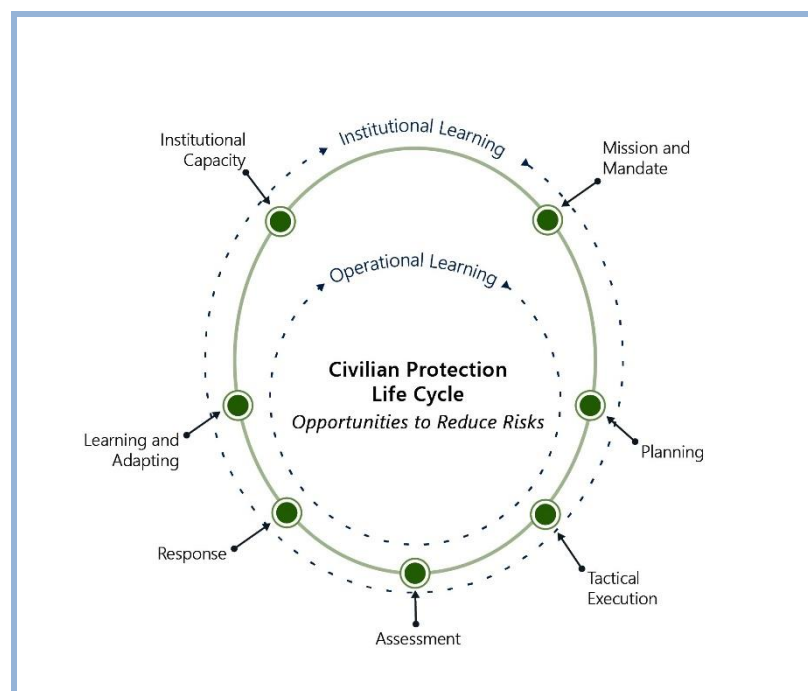 Institutional Learning
Institutional
Capacity
Mission and
Mandate
Operational Learning
Civilian Protection
Life Cycle
Opportunities to Reduce Risks
Learning and
Adapting
Planning
Response
Tactical
Execution
Assessment